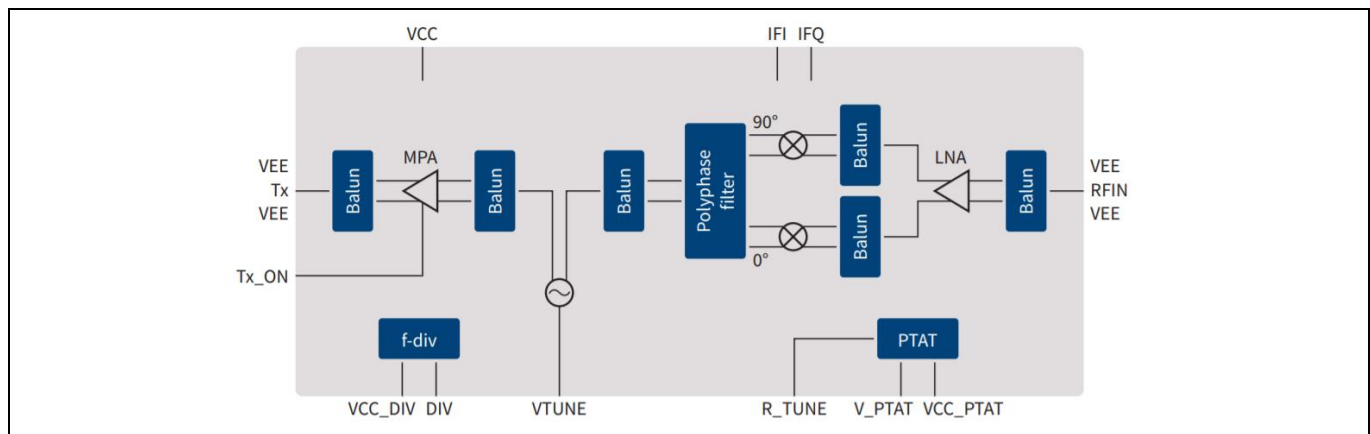 VCC
IFI IFQ
90°
MPA
LNA
VEE
Tx
VEE
Balun
Balun
Balun
Polyphase
filter
Balun
Balun
Balun
VEE
RFIN
VEE
0°
Tx_ON
f-div
PTAT
VCC_DIV DIV
VTUNE
R_TUNE
V_PTAT VCC_PTAT